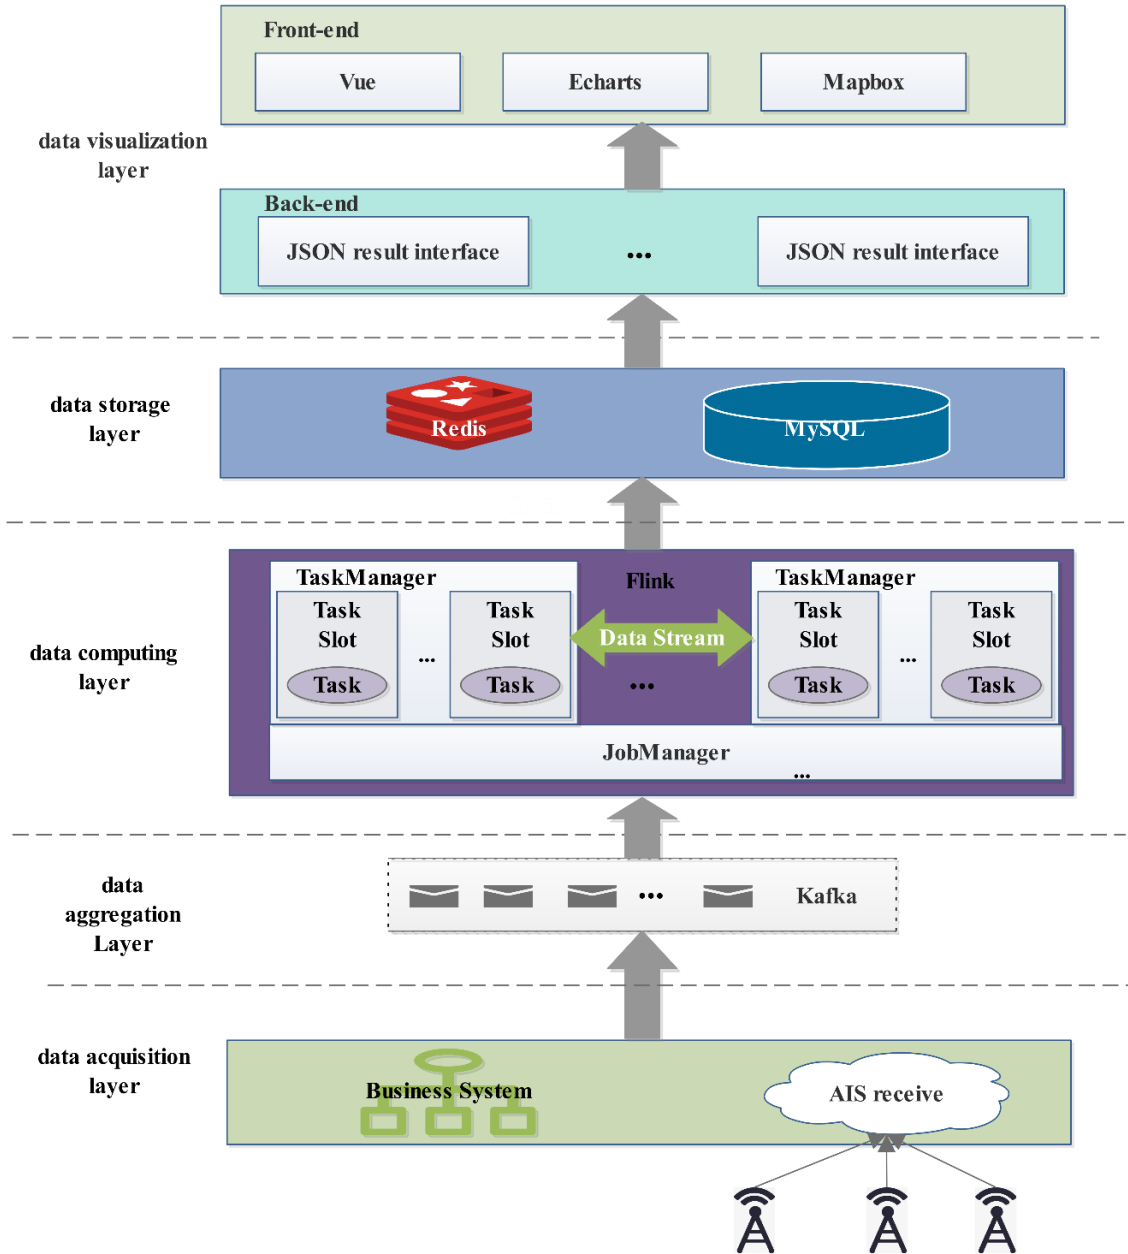 Front-end
Vue
Echarts
Mapbox
data visualization
layer
Back-end
JSON result interface
...
JSON result interface
data storage
layer
Redis
MySQL
TaskManager
Flink
TaskManager
Task
Slot
Task
...
Task
Slot
Task
Data Stream
...
Task
Slot
Task
...
Task
Slot
Task
data computing
layer
JobManager
...
data
aggregation
Layer
...
Kafka
data acquisition
layer
Business System
AIS receive